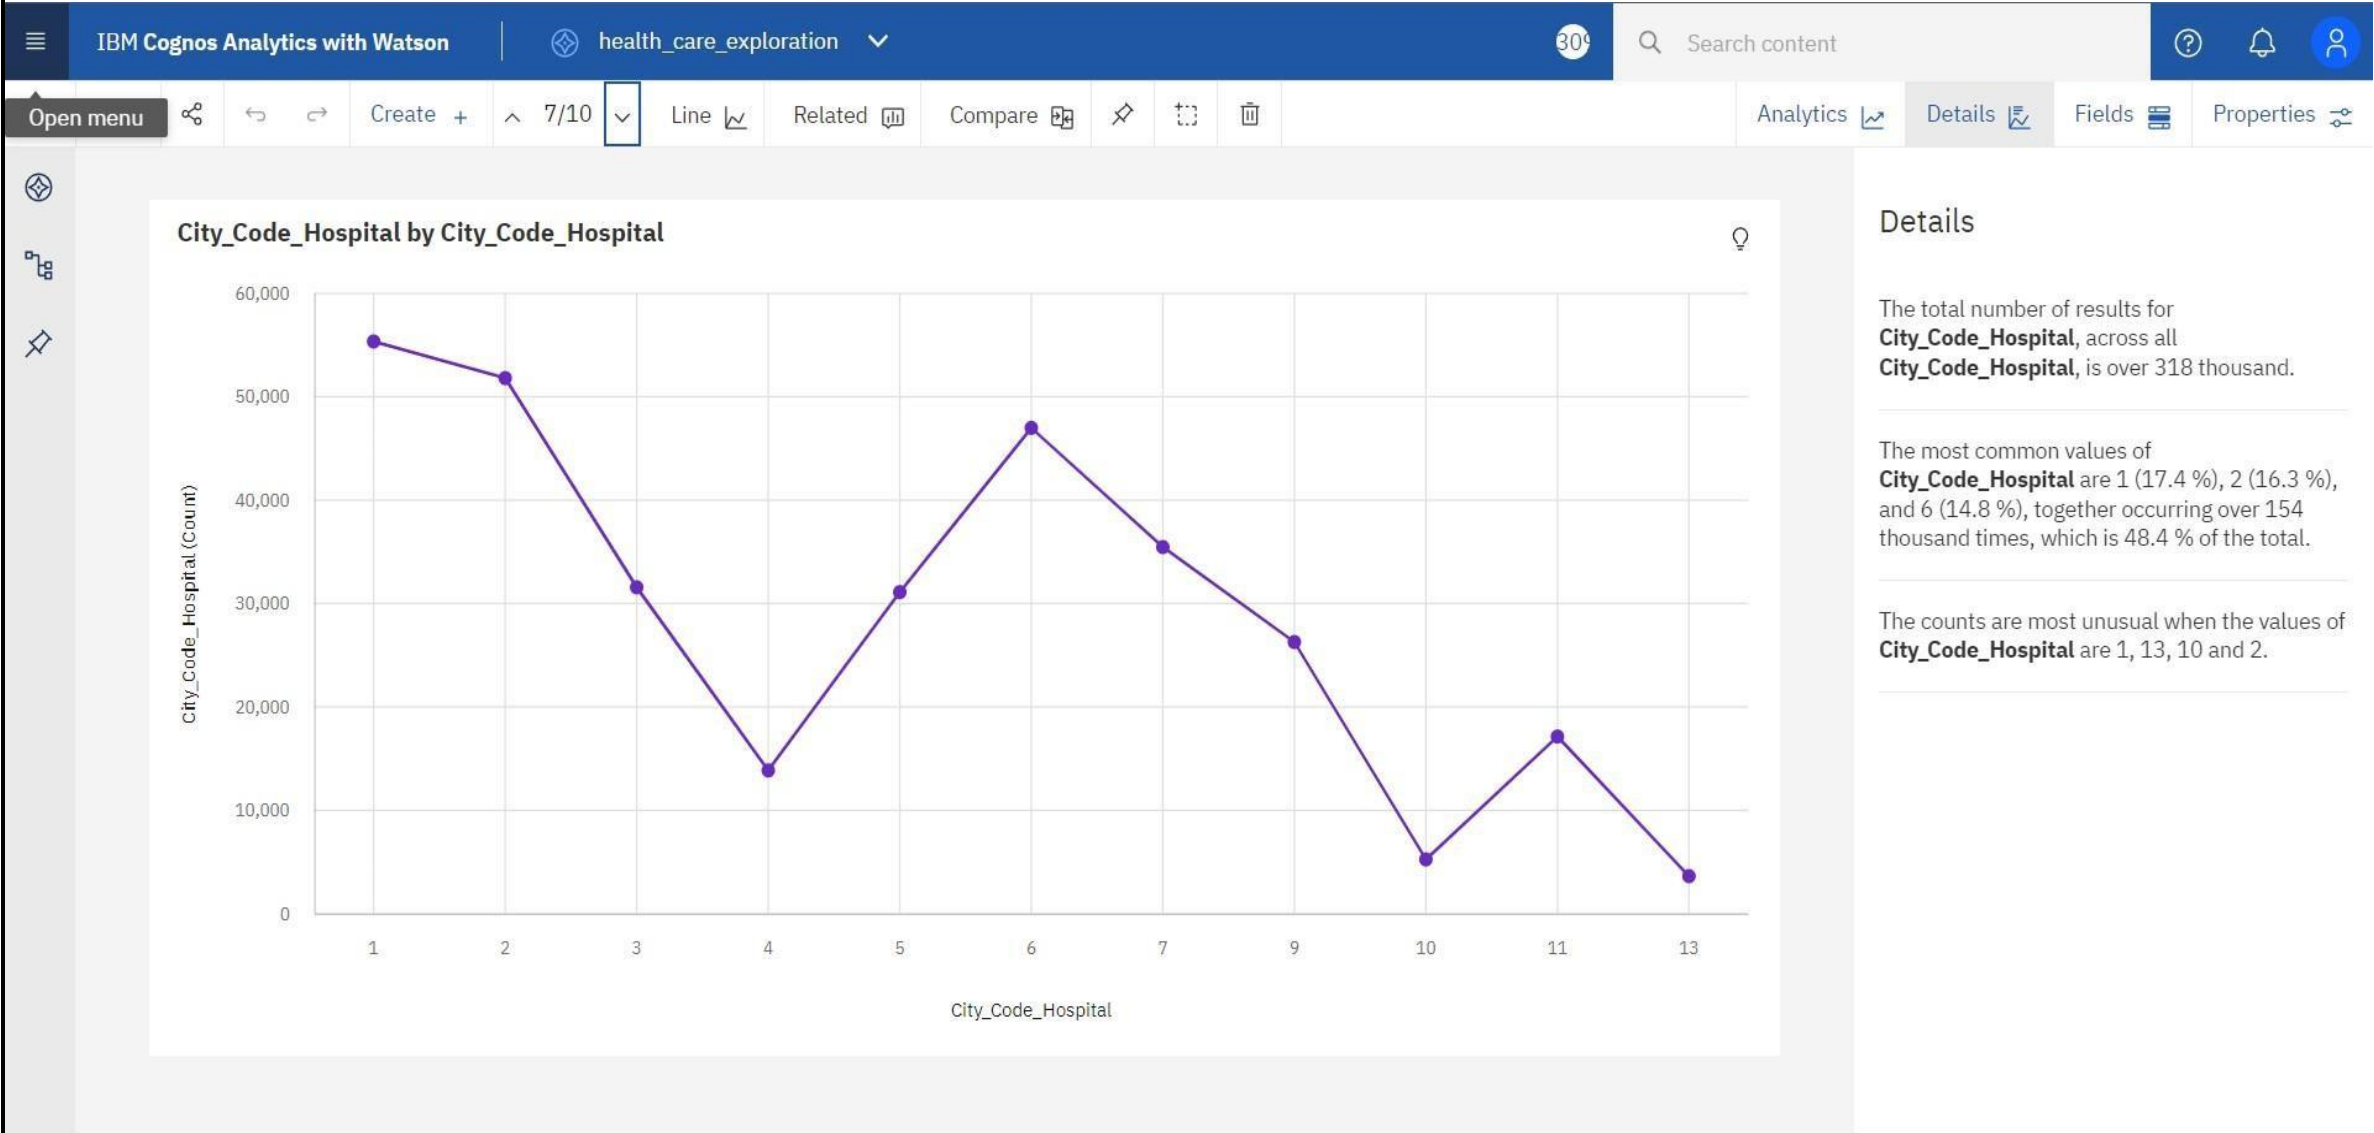 IBM Cognos Analytics with Watson
health_care_exploration
Search content
Open menu
Create + 7/10 Line Related Compare
Analytics Details Fields Properties
City_Code_Hospital by City_Code_Hospital
60,000
50,000
40,000
30,000
20,000
10,000
0
City_Code_Hospital (Count)
1 2 3 4 5 6 7 9 10 11 13
City_Code_Hospital
Details
The total number of results for
City_Code_Hospital, across all
City_Code_Hospital, is over 318 thousand.
The most common values of
City_Code_Hospital are 1 (17.4 %), 2 (16.3 %),
and 6 (14.8 %), together occurring over 154
thousand times, which is 48.4 % of the total.
The counts are most unusual when the values of
City_Code_Hospital are 1, 13, 10 and 2.